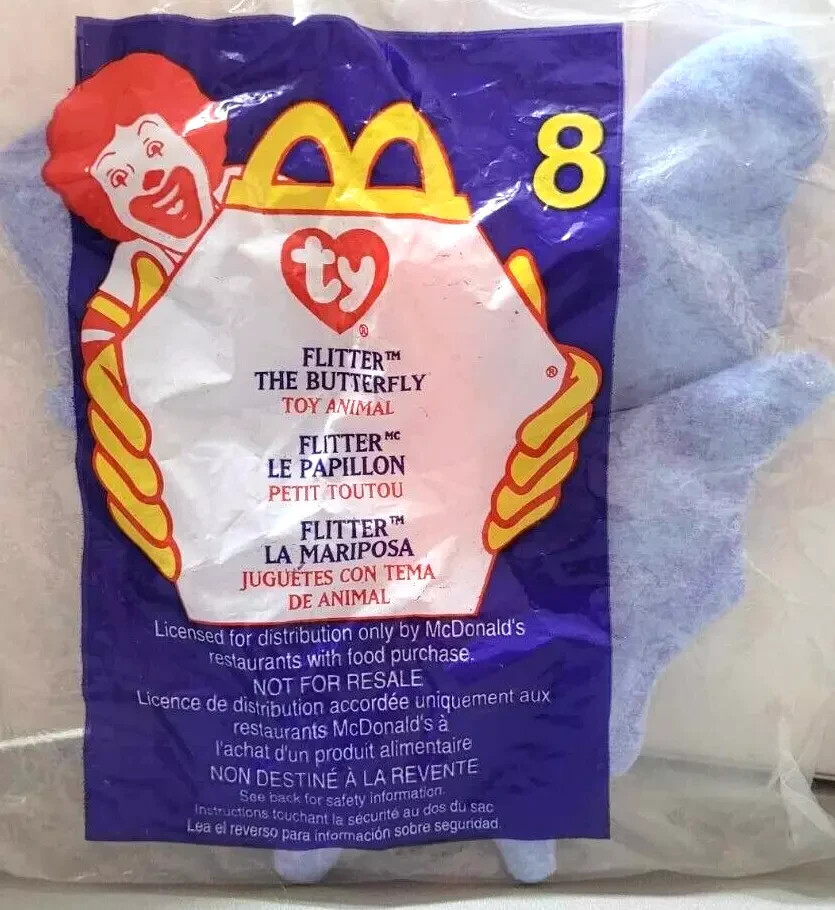 8
ty
®
FLITTER™
THE BUTTERFLY
®
TOY ANIMAL
FLITTER MC
LE PAPILLON
PETIT TOUTOU
FLITTER™
LA MARIPOSA
JUGUETES CON TEMA
DE ANIMAL
Licensed for distribution only by McDonald's
restaurants with food purchase.
NOT FOR RESALE
Licence de distribution accordée uniquement aux
restaurants McDonald's à
l'achat d'un produit alimentaire
NON DESTINÉ À LA REVENTE
See back for safety information.
Instructions touchant la sécurité au dos du sac
Lea el reverso para información sobre seguridad.